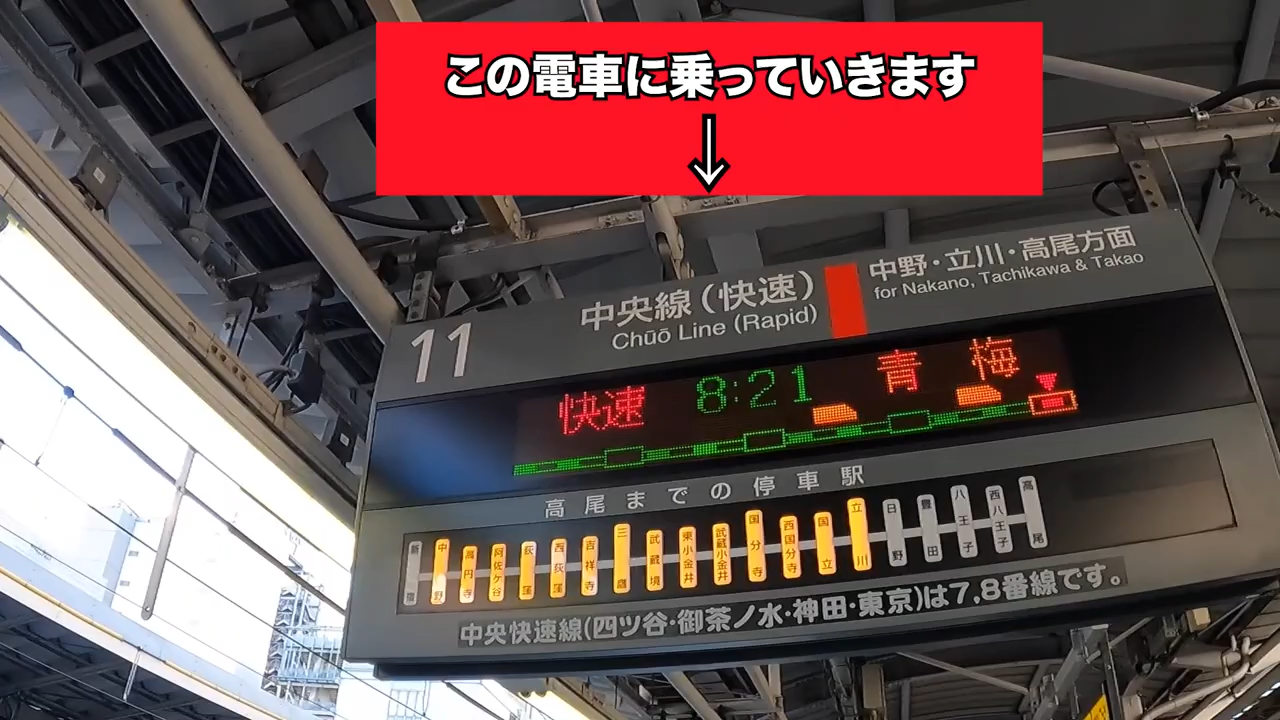 この電車に乗っていきます
↓
11
中央線(快速)
Chūō Line (Rapid)
中野・立川・高尾方面
for Nakano, Tachikawa & Takao
快速 8:21 青梅
高尾までの停車駅
新宿
中野
高円寺
阿佐ケ谷
荻窪
西荻窪
吉祥寺
三鷹
武蔵境
東小金井
武蔵小金井
国分寺
西国分寺
国立
立川
日野
豊田
八王子
西八王子
高尾
中央快速線(四ツ谷・御茶ノ水・神田・東京)は7,8番線です。